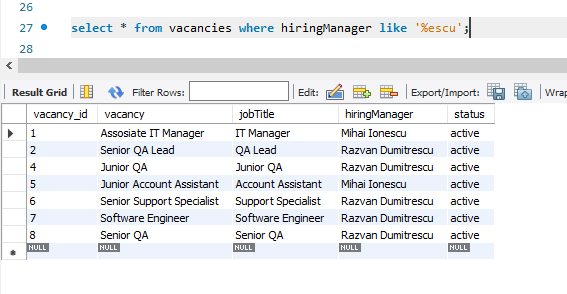 26
27 select * from vacancies where hiringManager like '%escu';
28
Result Grid Filter Rows: Edit: Export/Import: Wrap
vacancy_id vacancy jobTitle hiringManager status
1 Assosiate IT Manager IT Manager Mihai Ionescu active
2 Senior QA Lead QA Lead Razvan Dumitrescu active
4 Junior QA Junior QA Razvan Dumitrescu active
5 Junior Account Assistant Account Assistant Mihai Ionescu active
6 Senior Support Specialist Support Specialist Razvan Dumitrescu active
7 Software Engineer Software Engineer Razvan Dumitrescu active
8 Senior QA Senior QA Razvan Dumitrescu active
NULL NULL NULL NULL NULL